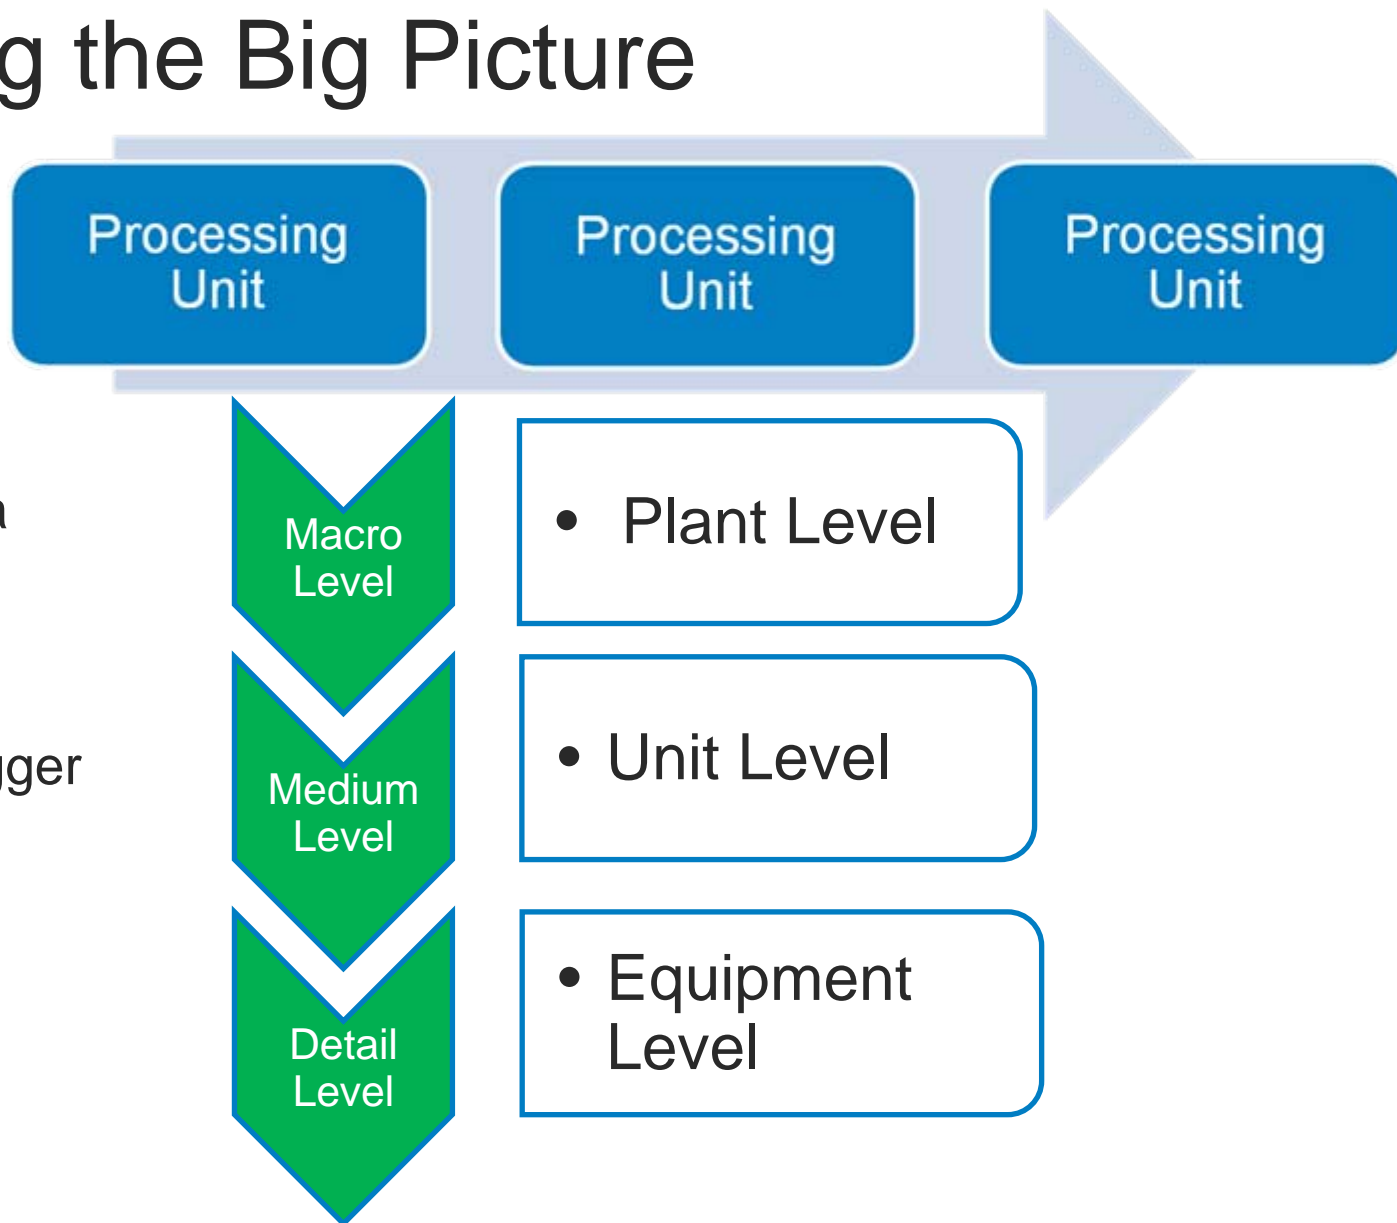 g the Big Picture
Processing
Unit
Processing
Unit
Processing
Unit
a
Macro
Level
• Plant Level
gger
Medium
Level
• Unit Level
Detail
Level
• Equipment
Level